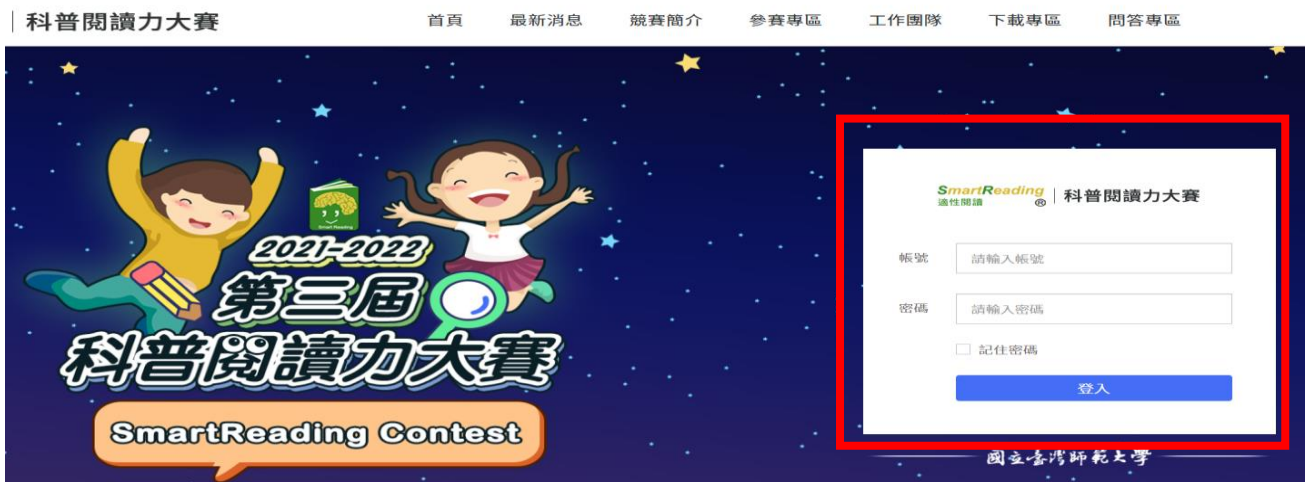 科普閱讀力大賽
首頁 最新消息 競賽簡介 參賽專區 工作團隊 下載專區 問答專區
Smart Reading
2021-2022
第三屆
科普閱讀力大賽
SmartReading Contest
SmartReading
適性閱讀 ®
科普閱讀力大賽
帳號 請輸入帳號
密碼 請輸入密碼
記住密碼
登入
國立臺灣師範大學